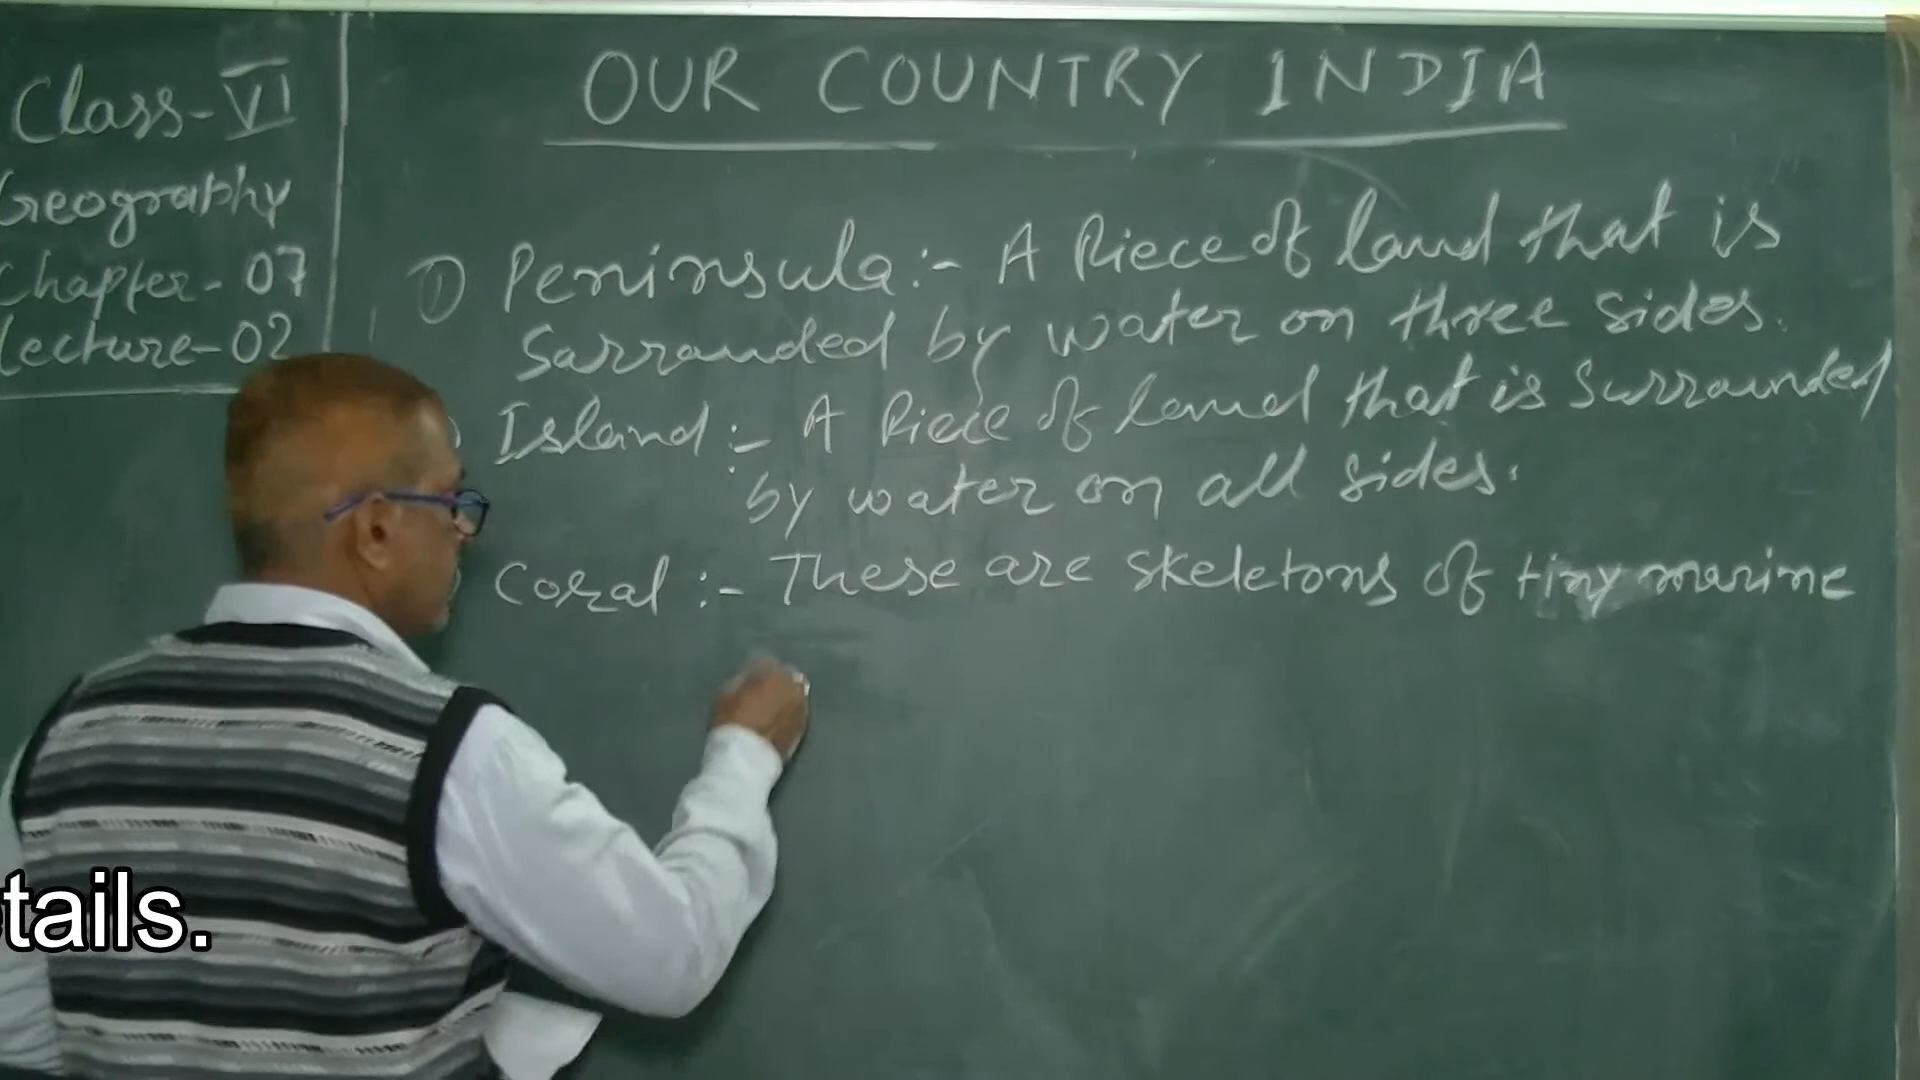 Class-VI
Geography
Chapter-07
Lecture-02
OUR COUNTRY INDIA
① Peninsula:- A Piece of land that is
Sarrounded by water on three sides.
Island:- A Piece of land that is Surrounded
by water on all sides.
Coral:- These are skeletons of tiny marine
tails.